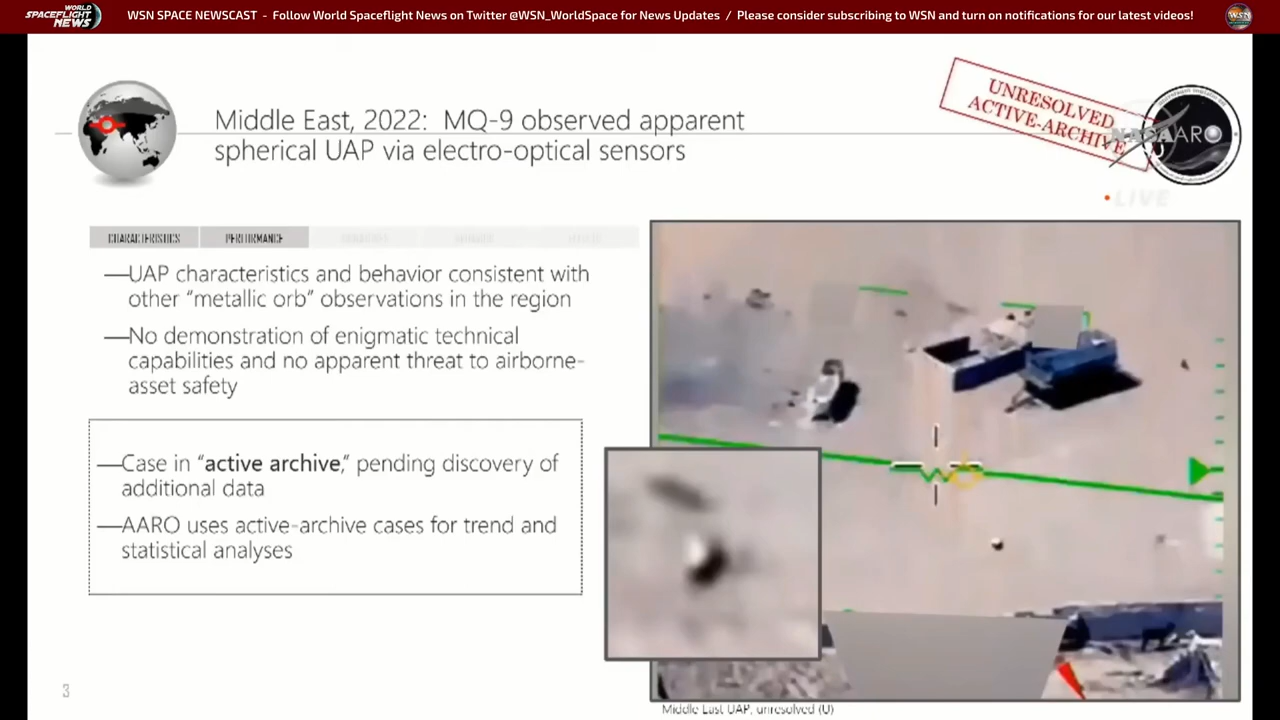 WORLD
SPACEFLIGHT
NEWS
WSN SPACE NEWSCAST - Follow World Spaceflight News on Twitter @WSN_WorldSpace for News Updates / Please consider subscribing to WSN and turn on notifications for our latest videos!
WSN
Middle East, 2022: MQ-9 observed apparent
spherical UAP via electro-optical sensors
UNRESOLVED
ACTIVE-ARCHIVE
NASA
AARO
LIVE
CHARACTERISTICS PERFORMANCE
—UAP characteristics and behavior consistent with
other “metallic orb” observations in the region
—No demonstration of enigmatic technical
capabilities and no apparent threat to airborne-
asset safety
—Case in “active archive,” pending discovery of
additional data
—AARO uses active-archive cases for trend and
statistical analyses
3
Middle East UAP, unresolved (U)